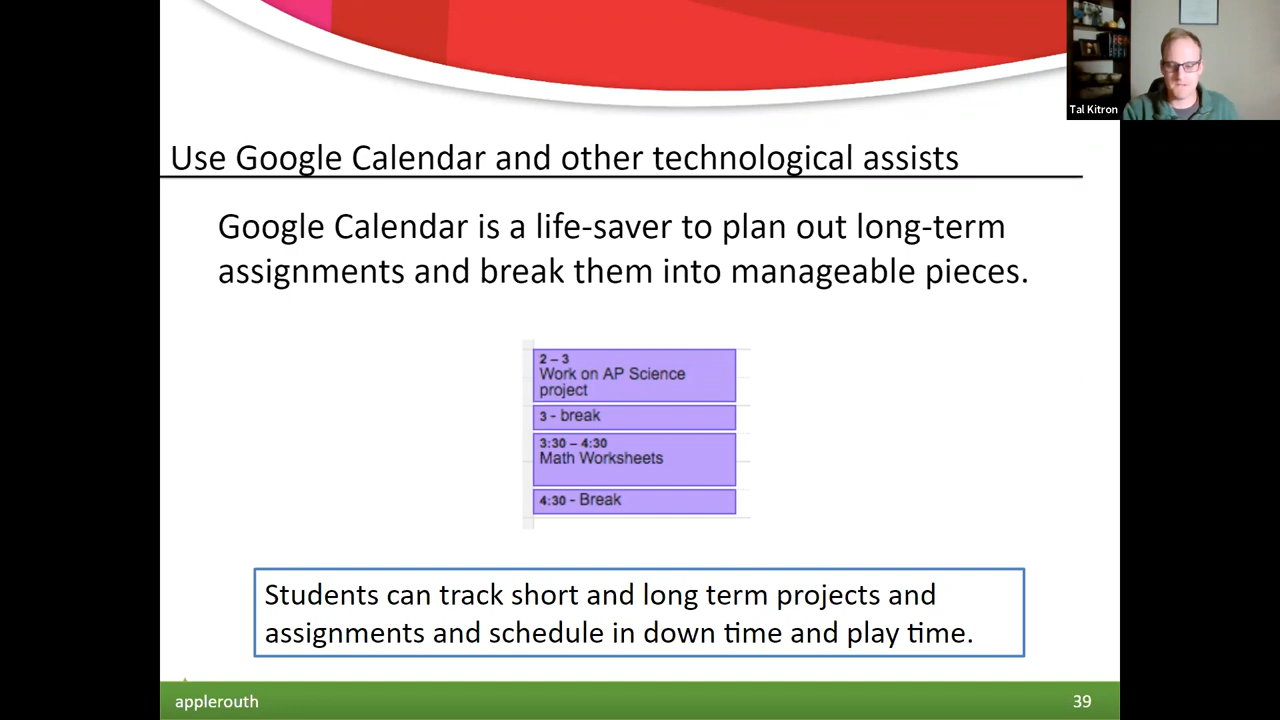 Tal Kitron
Use Google Calendar and other technological assists
Google Calendar is a life-saver to plan out long-term
assignments and break them into manageable pieces.
2 – 3
Work on AP Science
project
3 - break
3:30 – 4:30
Math Worksheets
4:30 - Break
Students can track short and long term projects and
assignments and schedule in down time and play time.
applerouth
39